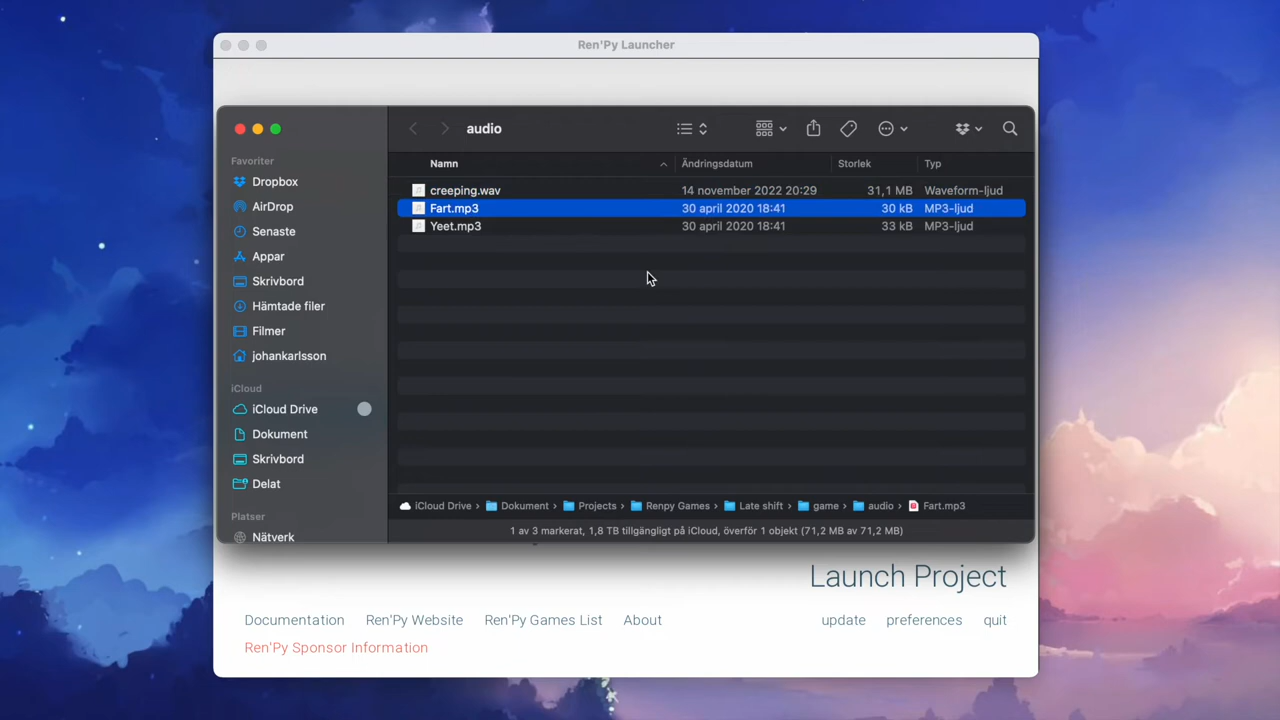 Ren'Py Launcher
audio
Favoriter
Dropbox
AirDrop
Senaste
Appar
Skrivbord
Hämtade filer
Filmer
johankarlsson
iCloud
iCloud Drive
Dokument
Skrivbord
Delat
Platser
Nätverk
Namn Ändringsdatum Storlek Typ
creeping.wav 14 november 2022 20:29 31,1 MB Waveform-ljud
Fart.mp3 30 april 2020 18:41 30 kB MP3-ljud
Yeet.mp3 30 april 2020 18:41 33 kB MP3-ljud
iCloud Drive › Dokument › Projects › Renpy Games › Late shift › game › audio › Fart.mp3
1 av 3 markerat, 1,8 TB tillgängligt på iCloud, överför 1 objekt (71,2 MB av 71,2 MB)
Launch Project
Documentation Ren'Py Website Ren'Py Games List About update preferences quit
Ren'Py Sponsor Information